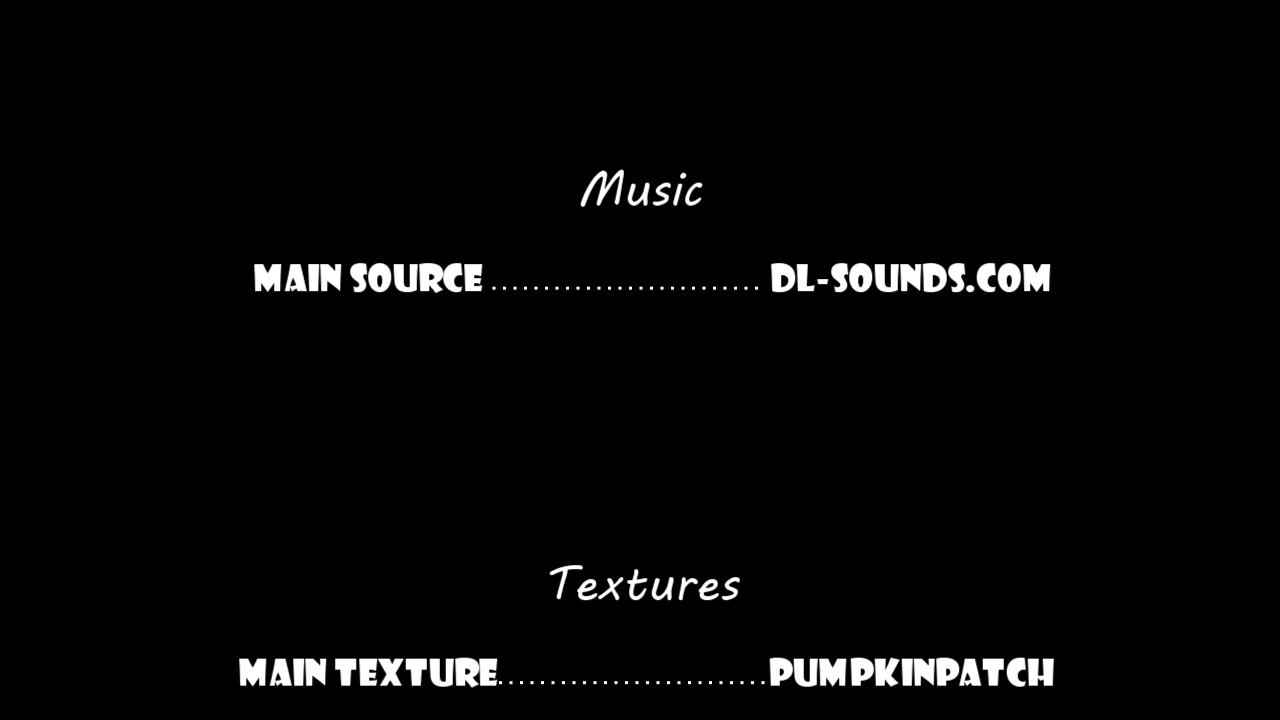 Music
MAIN SOURCE .......................... DL-SOUNDS.COM
Textures
MAIN TEXTURE..........................PUMPKINPATCH